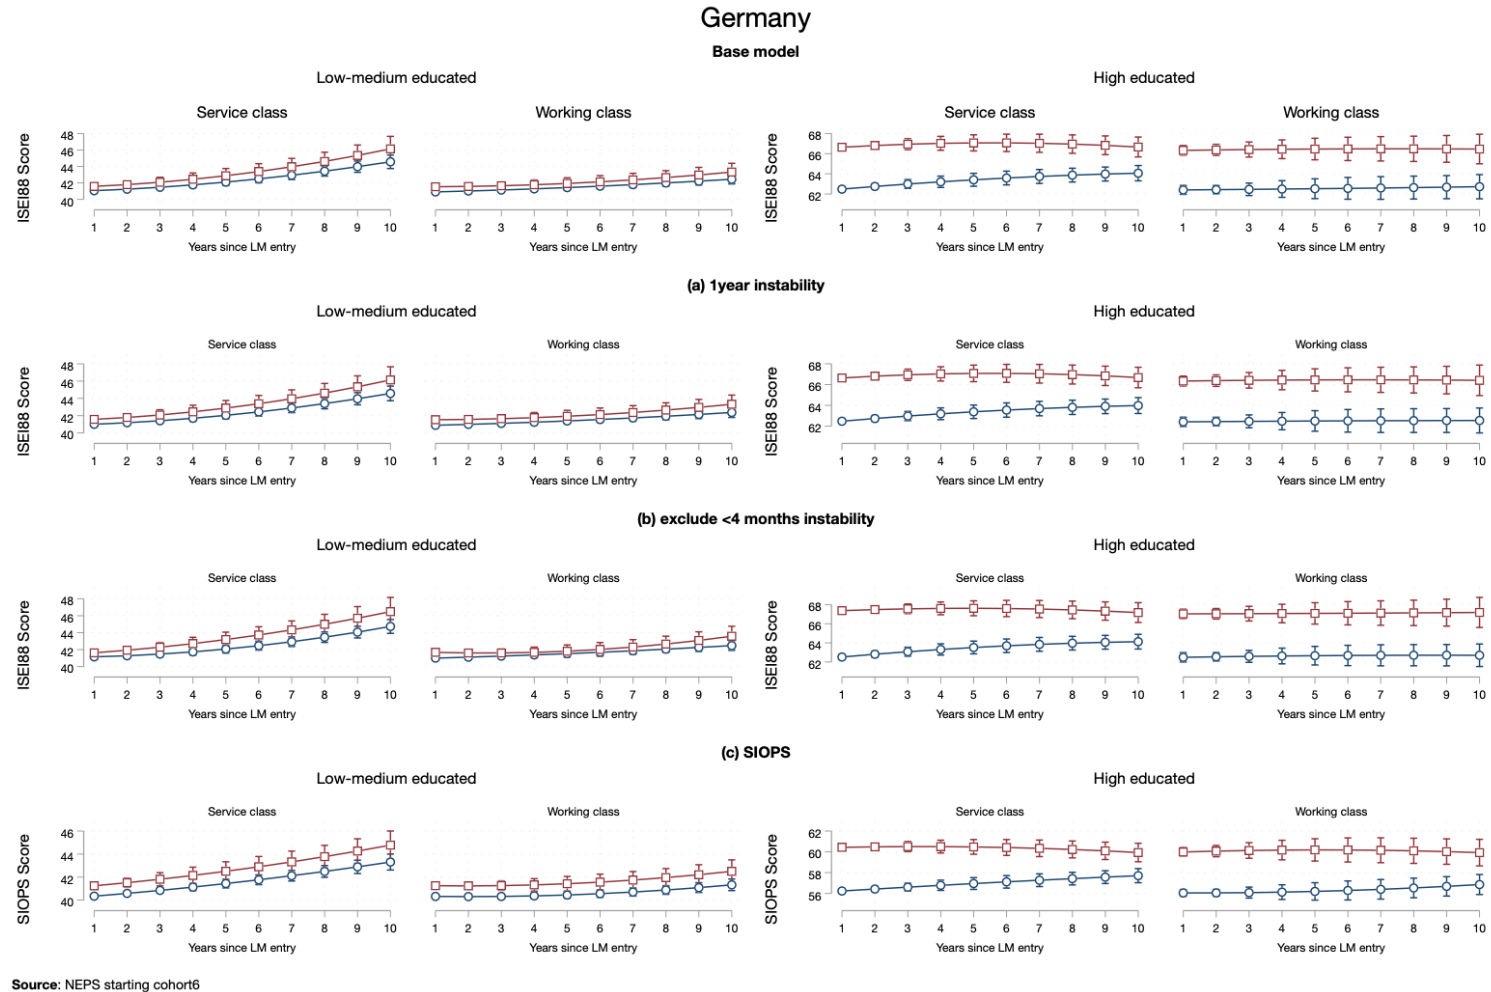 Germany
Base model
Low-medium educated High educated
Service class Working class Service class Working class
ISEI88 Score
48
46
44
42
40
1 2 3 4 5 6 7 8 9 10
Years since LM entry
1 2 3 4 5 6 7 8 9 10
Years since LM entry
ISEI88 Score
68
66
64
62
1 2 3 4 5 6 7 8 9 10
Years since LM entry
1 2 3 4 5 6 7 8 9 10
Years since LM entry
(a) 1year instability
Low-medium educated High educated
Service class Working class Service class Working class
ISEI88 Score
48
46
44
42
40
1 2 3 4 5 6 7 8 9 10
Years since LM entry
1 2 3 4 5 6 7 8 9 10
Years since LM entry
ISEI88 Score
68
66
64
62
1 2 3 4 5 6 7 8 9 10
Years since LM entry
1 2 3 4 5 6 7 8 9 10
Years since LM entry
(b) exclude <4 months instability
Low-medium educated High educated
Service class Working class Service class Working class
ISEI88 Score
48
46
44
42
40
1 2 3 4 5 6 7 8 9 10
Years since LM entry
1 2 3 4 5 6 7 8 9 10
Years since LM entry
ISEI88 Score
68
66
64
62
1 2 3 4 5 6 7 8 9 10
Years since LM entry
1 2 3 4 5 6 7 8 9 10
Years since LM entry
(c) SIOPS
Low-medium educated High educated
Service class Working class Service class Working class
SIOPS Score
46
44
42
40
1 2 3 4 5 6 7 8 9 10
Years since LM entry
1 2 3 4 5 6 7 8 9 10
Years since LM entry
SIOPS Score
62
60
58
56
1 2 3 4 5 6 7 8 9 10
Years since LM entry
1 2 3 4 5 6 7 8 9 10
Years since LM entry
Source: NEPS starting cohort6